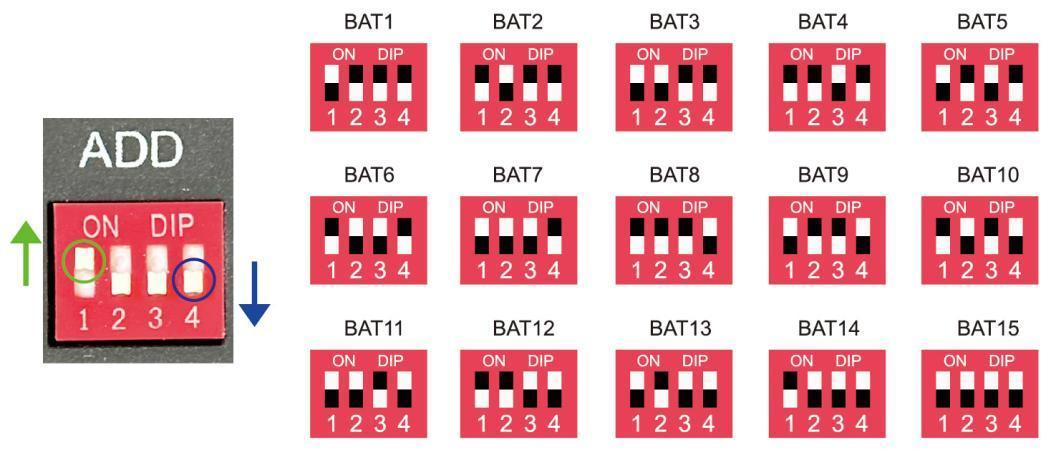 ADD
ON DIP
1 2 3 4
BAT1
ON DIP
1 2 3 4
BAT2
ON DIP
1 2 3 4
BAT3
ON DIP
1 2 3 4
BAT4
ON DIP
1 2 3 4
BAT5
ON DIP
1 2 3 4
BAT6
ON DIP
1 2 3 4
BAT7
ON DIP
1 2 3 4
BAT8
ON DIP
1 2 3 4
BAT9
ON DIP
1 2 3 4
BAT10
ON DIP
1 2 3 4
BAT11
ON DIP
1 2 3 4
BAT12
ON DIP
1 2 3 4
BAT13
ON DIP
1 2 3 4
BAT14
ON DIP
1 2 3 4
BAT15
ON DIP
1 2 3 4